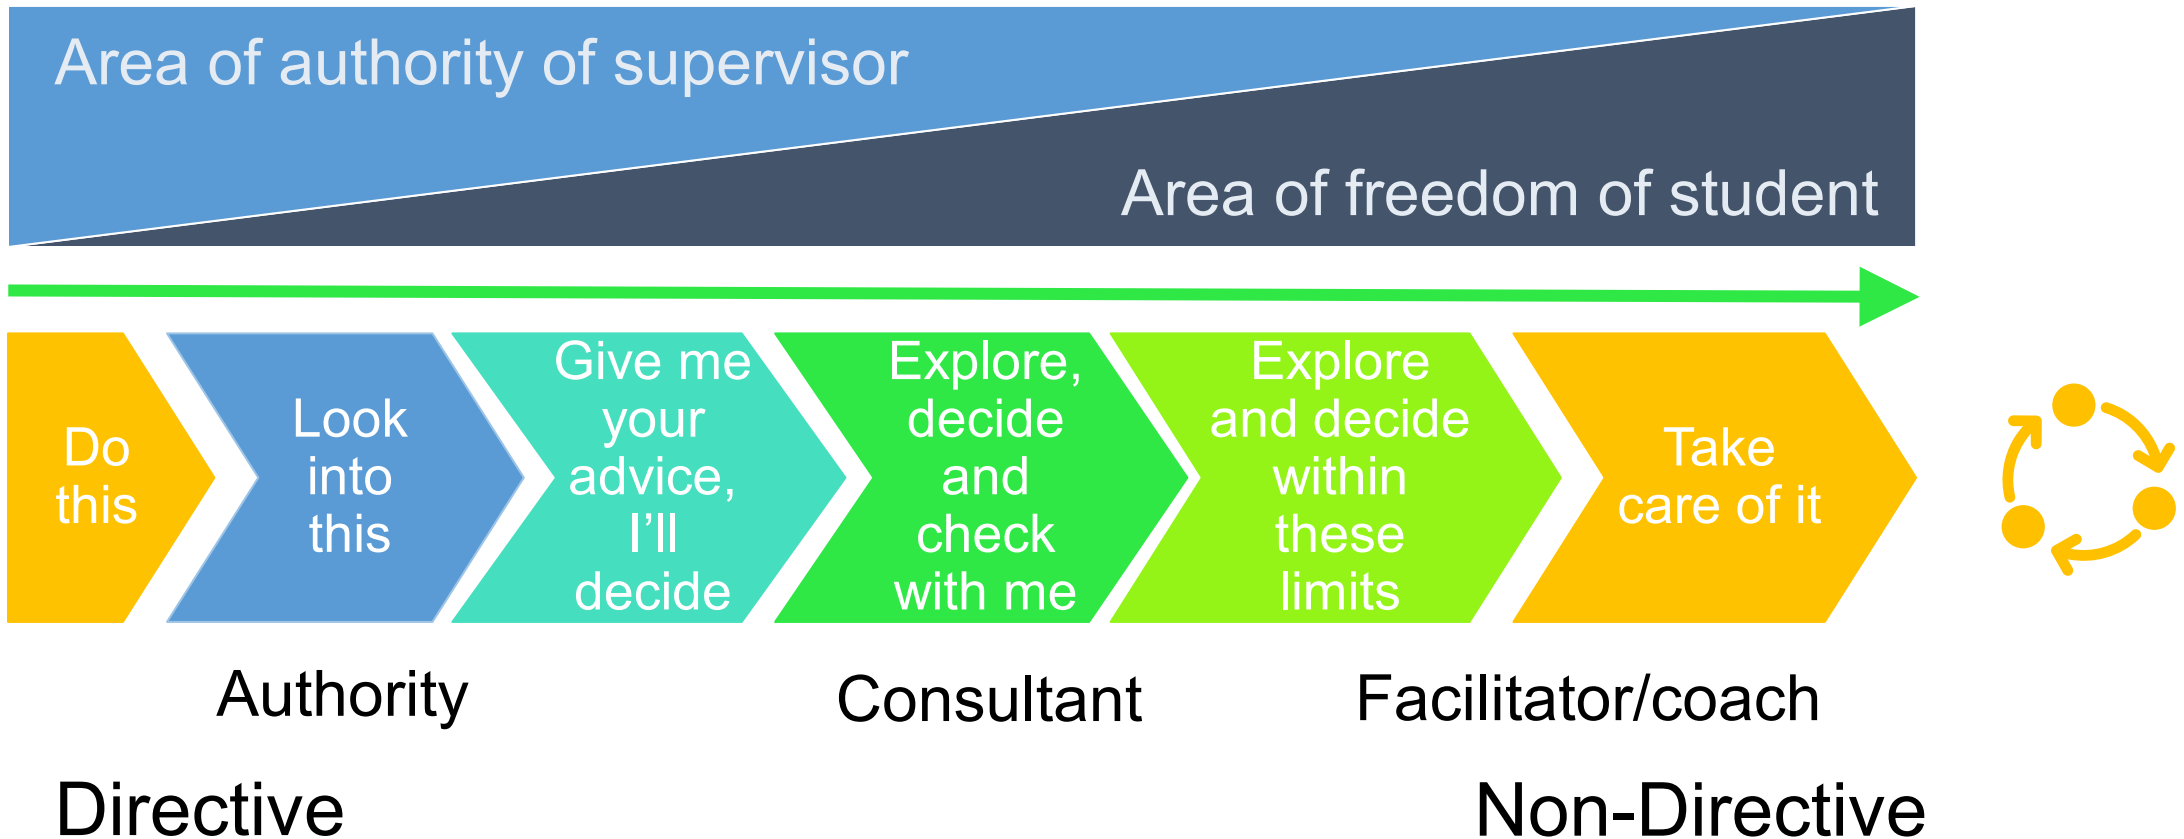 Area of authority of supervisor
Area of freedom of student
Do
this
Look
into
this
Give me
your
advice,
I’ll
decide
Explore,
decide
and
check
with me
Explore
and decide
within
these
limits
Take
care of it
Authority
Consultant
Facilitator/coach
Directive
Non-Directive